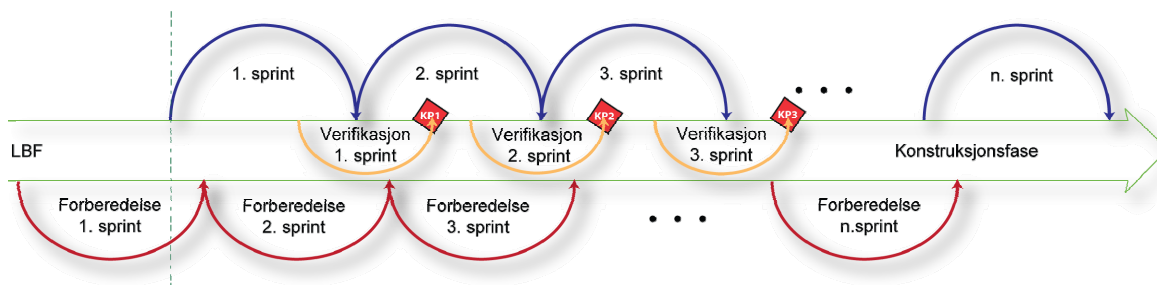 1. sprint
2. sprint
3. sprint
n. sprint
KP1
KP2
KP3
LBF
Verifikasjon
1. sprint
Verifikasjon
2. sprint
Verifikasjon
3. sprint
Konstruksjonsfase
Forberedelse
1. sprint
Forberedelse
2. sprint
Forberedelse
3. sprint
Forberedelse
n.sprint